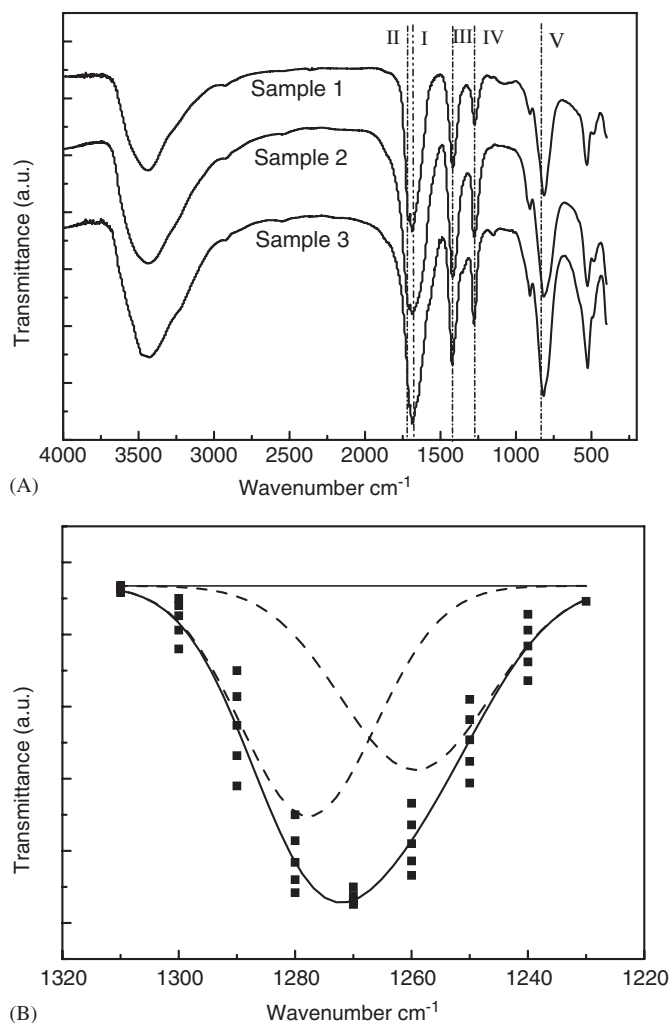 II I III IV V
Sample 1
Sample 2
Sample 3
Transmittance (a.u.)
4000 3500 3000 2500 2000 1500 1000 500
(A)
Wavenumber cm-1
Transmittance (a.u.)
1320 1300 1280 1260 1240 1220
(B)
Wavenumber cm-1